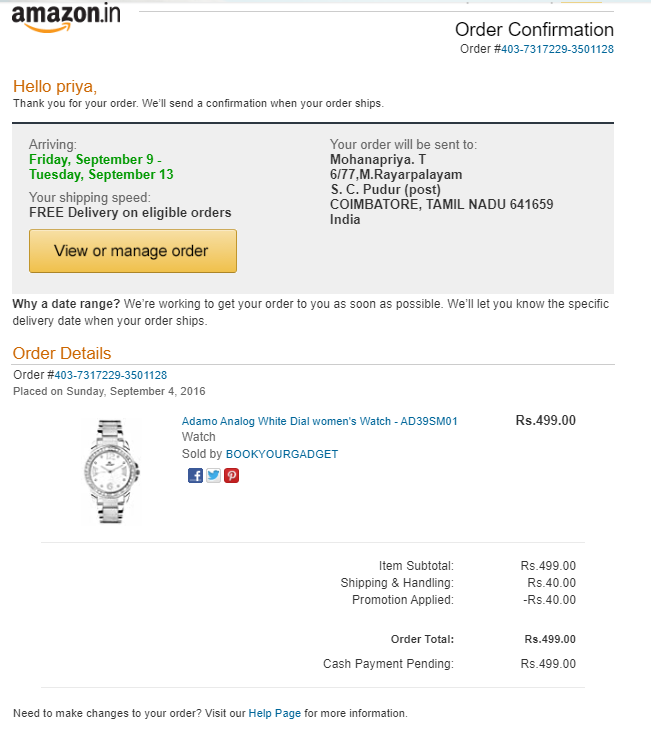 amazon.in
Order Confirmation
Order #403-7317229-3501128
Hello priya,
Thank you for your order. We'll send a confirmation when your order ships.
Arriving:
Friday, September 9 -
Tuesday, September 13
Your shipping speed:
FREE Delivery on eligible orders
View or manage order
Your order will be sent to:
Mohanapriya. T
6/77,M.Rayarpalayam
S. C. Pudur (post)
COIMBATORE, TAMIL NADU 641659
India
Why a date range? We're working to get your order to you as soon as possible. We'll let you know the specific
delivery date when your order ships.
Order Details
Order #403-7317229-3501128
Placed on Sunday, September 4, 2016
Adamo Analog White Dial women's Watch - AD39SM01 Rs.499.00
Watch
Sold by BOOKYOURGADGET
Item Subtotal: Rs.499.00
Shipping & Handling: Rs.40.00
Promotion Applied: -Rs.40.00
Order Total: Rs.499.00
Cash Payment Pending: Rs.499.00
Need to make changes to your order? Visit our Help Page for more information.